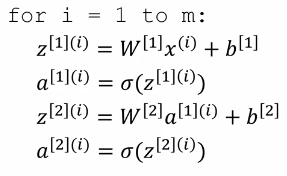 for i = 1 to m:
z^{[1](i)} = W^{[1]}x^{(i)} + b^{[1]}
a^{[1](i)} = σ(z^{[1](i)})
z^{[2](i)} = W^{[2]}a^{[1](i)} + b^{[2]}
a^{[2](i)} = σ(z^{[2](i)})